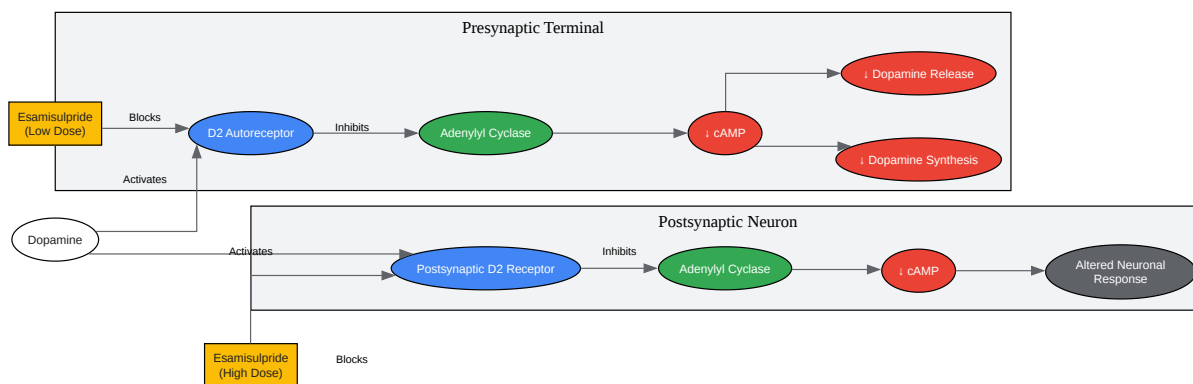 Presynaptic Terminal
↓ Dopamine Release
Esamisulpride
(Low Dose)
Blocks
D2 Autoreceptor
Inhibits
Adenylyl Cyclase
↓ cAMP
↓ Dopamine Synthesis
Activates
Dopamine
Postsynaptic Neuron
Activates
Postsynaptic D2 Receptor
Inhibits
Adenylyl Cyclase
↓ cAMP
Altered Neuronal
Response
Esamisulpride
(High Dose)
Blocks